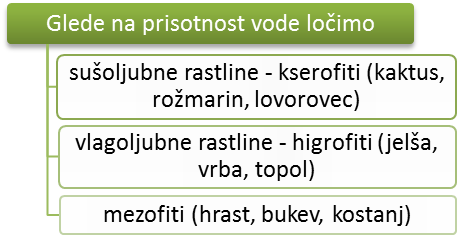 Glede na prisotnost vode ločimo
sušoljubne rastline - kserofiti (kaktus,
rožmarin, lovorovec)
vlagoljubne rastline - higrofiti (jelša,
vrba, topol)
mezofiti (hrast, bukev, kostanj)